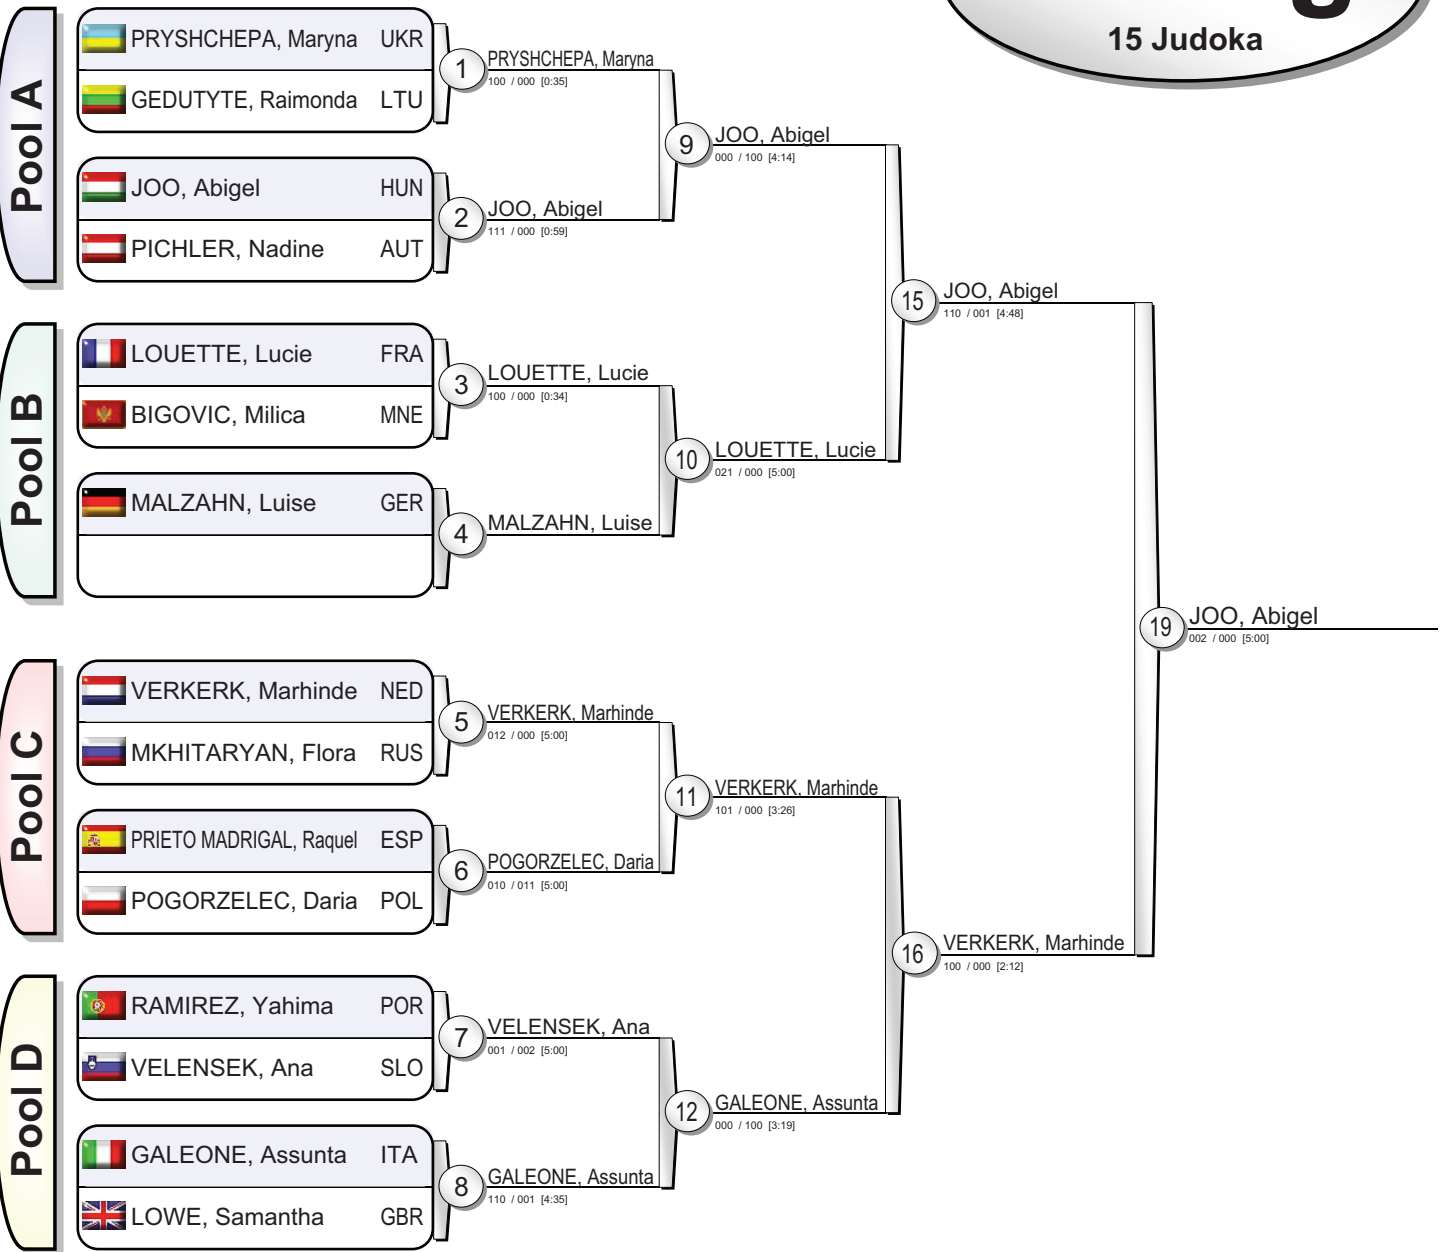 15 Judoka
Pool A
PRYSHCHEPA, Maryna UKR
GEDUTYTE, Raimonda LTU
1
PRYSHCHEPA, Maryna
100 / 000 [0:35]
JOO, Abigel HUN
PICHLER, Nadine AUT
2
JOO, Abigel
111 / 000 [0:59]
9
JOO, Abigel
000 / 100 [4:14]
Pool B
LOUETTE, Lucie FRA
BIGOVIC, Milica MNE
3
LOUETTE, Lucie
100 / 000 [0:34]
MALZAHN, Luise GER
4
MALZAHN, Luise
10
LOUETTE, Lucie
021 / 000 [5:00]
15
JOO, Abigel
110 / 001 [4:48]
Pool C
VERKERK, Marhinde NED
MKHITARYAN, Flora RUS
5
VERKERK, Marhinde
012 / 000 [5:00]
PRIETO MADRIGAL, Raquel ESP
POGORZELEC, Daria POL
6
POGORZELEC, Daria
010 / 011 [5:00]
11
VERKERK, Marhinde
101 / 000 [3:26]
Pool D
RAMIREZ, Yahima POR
VELENSEK, Ana SLO
7
VELENSEK, Ana
001 / 002 [5:00]
GALEONE, Assunta ITA
LOWE, Samantha GBR
8
GALEONE, Assunta
110 / 001 [4:35]
12
GALEONE, Assunta
000 / 100 [3:19]
16
VERKERK, Marhinde
100 / 000 [2:12]
19
JOO, Abigel
002 / 000 [5:00]